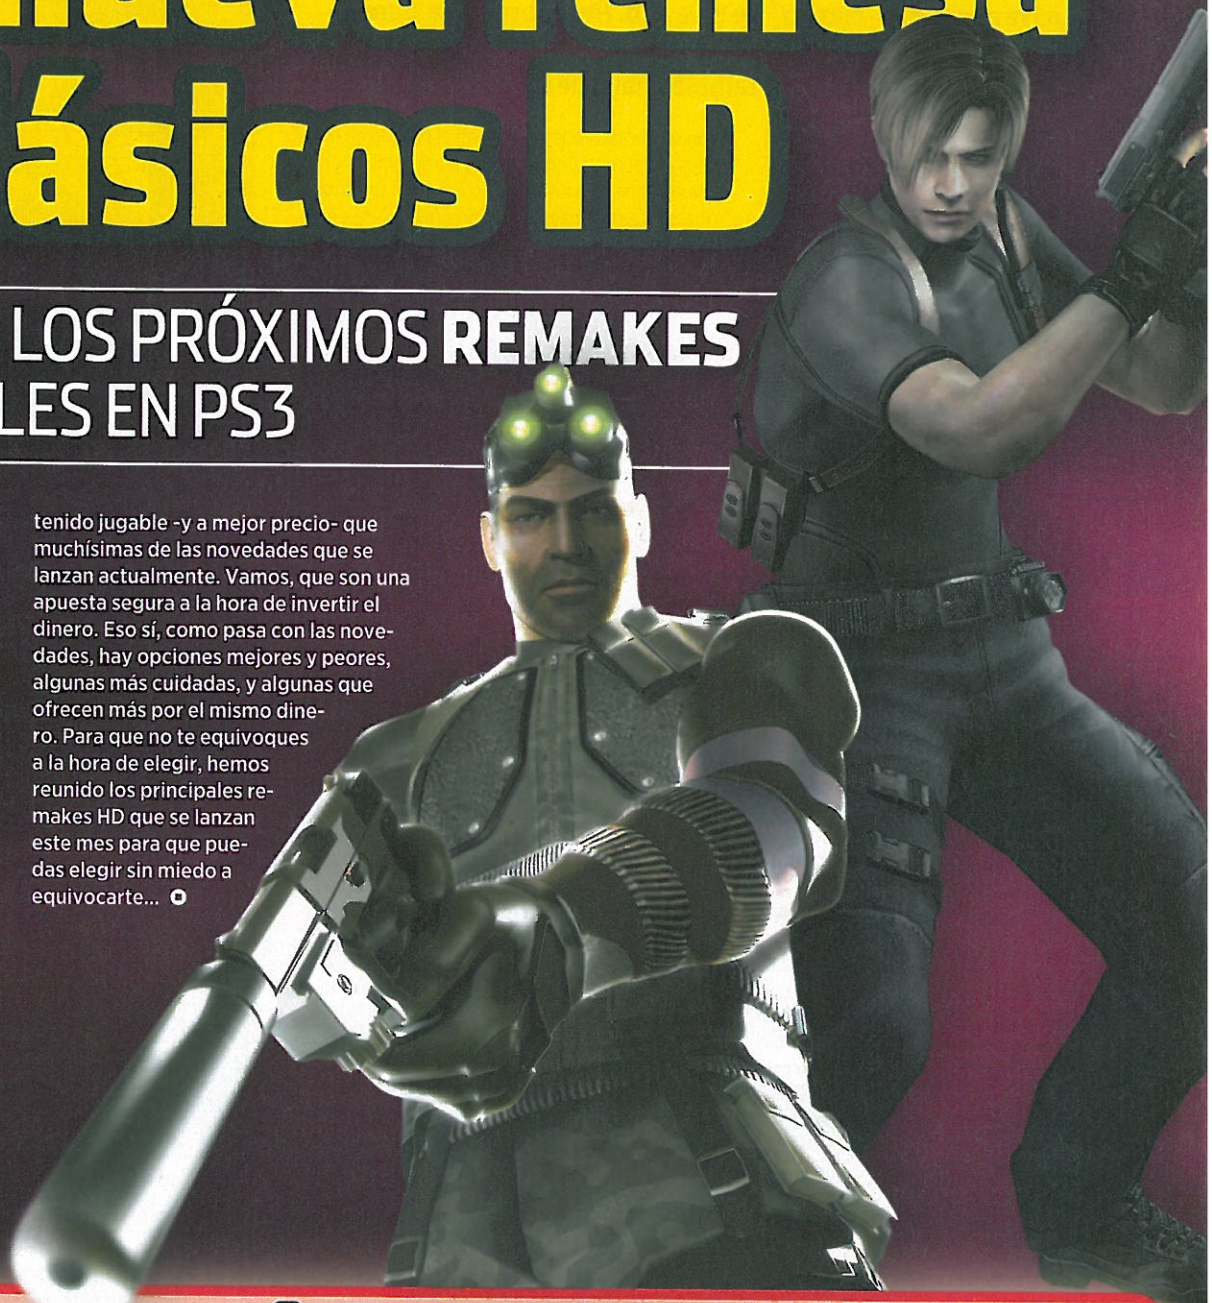 nueva remesa
ásicos HD
LOS PRÓXIMOS REMAKES
LES EN PS3
tenido jugable -y a mejor precio- que
muchísimas de las novedades que se
lanzan actualmente. Vamos, que son una
apuesta segura a la hora de invertir el
dinero. Eso sí, como pasa con las nove-
dades, hay opciones mejores y peores,
algunas más cuidadas, y algunas que
ofrecen más por el mismo dine-
ro. Para que no te equivoques
a la hora de elegir, hemos
reunido los principales re-
makes HD que se lanzan
este mes para que pue-
das elegir sin miedo a
equivocarte...